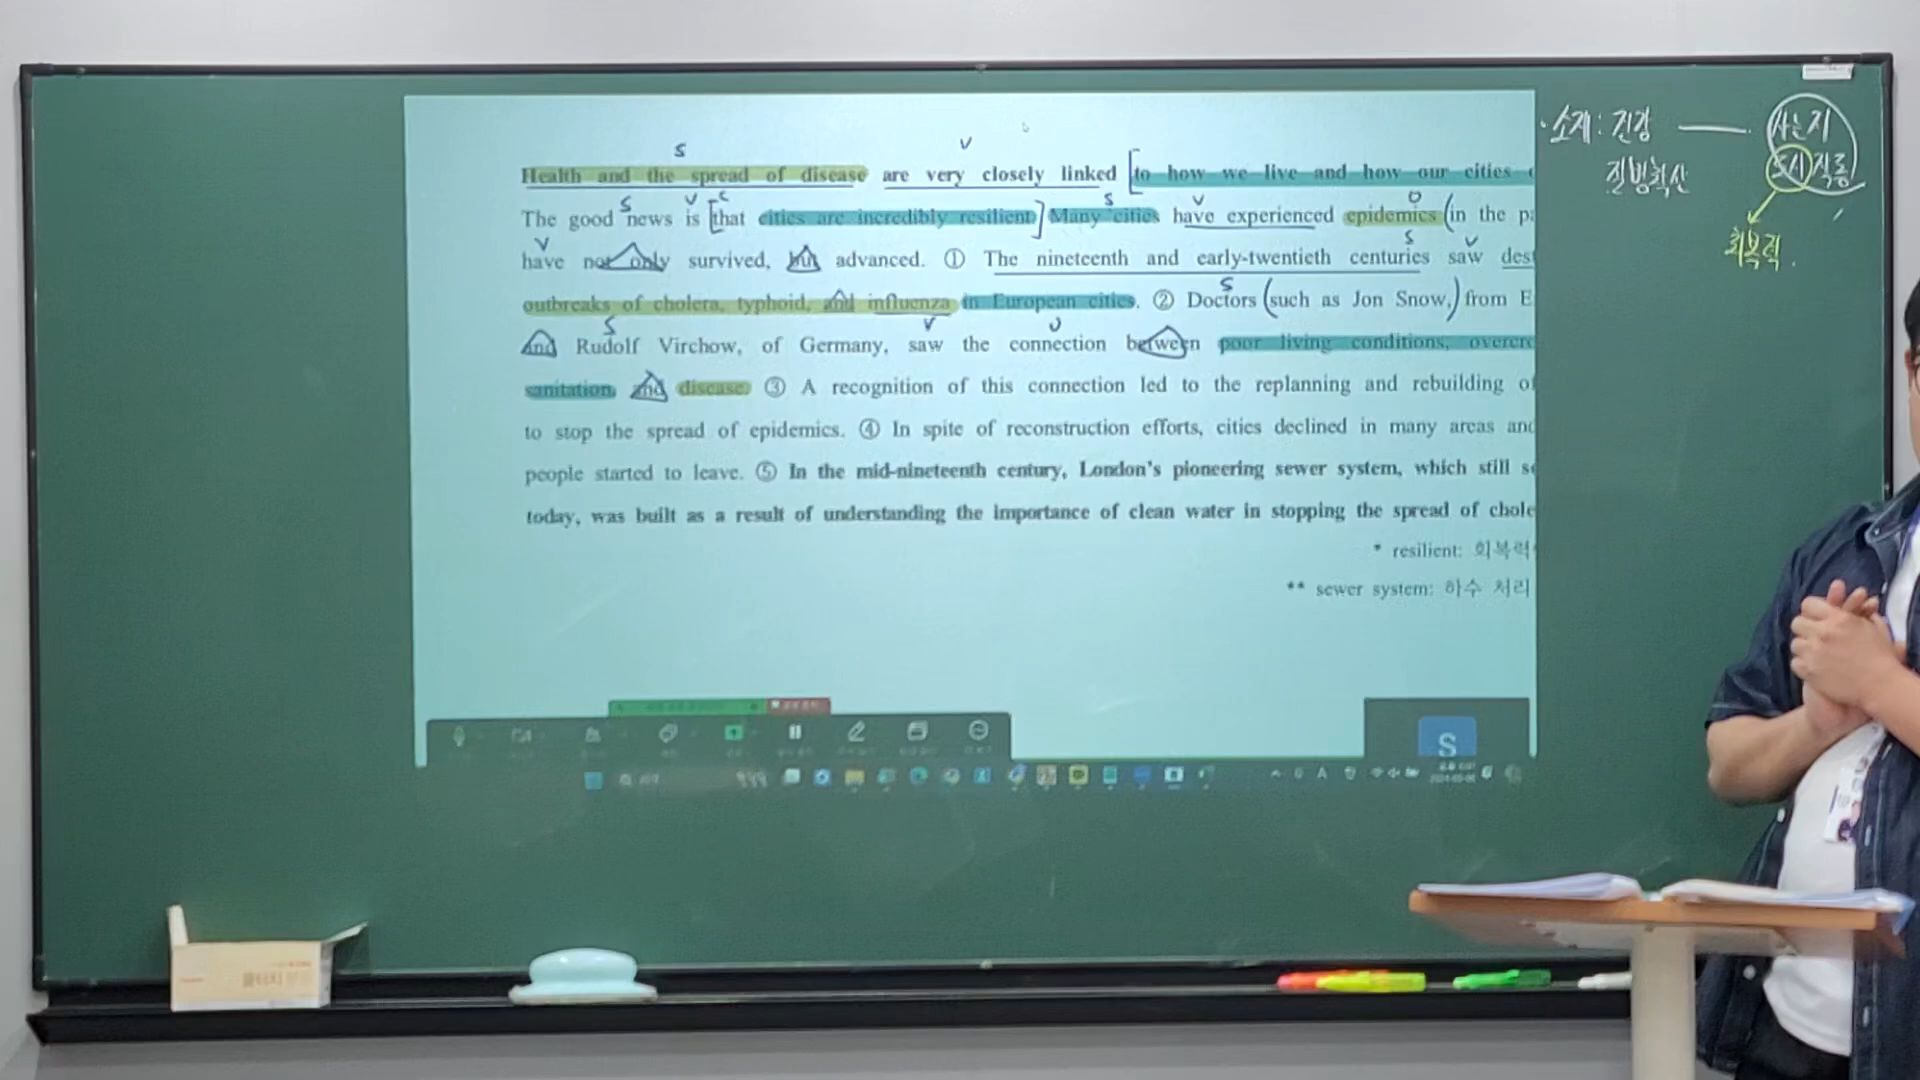 Health and the spread of disease are very closely linked to how we live and how our cities
The good news is that cities are incredibly resilient Many cities have experienced epidemics (in the
have not only survived, but advanced. ① The nineteenth and early-twentieth centuries saw
outbreaks of cholera, typhoid, and influenza in European cities. ② Doctors (such as Jon Snow,) from
and Rudolf Virchow, of Germany, saw the connection between poor living conditions,
sanitation, and disease. ③ A recognition of this connection led to the replanning and rebuilding
to stop the spread of epidemics. ④ In spite of reconstruction efforts, cities declined in many areas and
people started to leave. ⑤ In the mid-nineteenth century, London's pioneering sewer system, which still
today, was built as a result of understanding the importance of clean water in stopping the spread of
* resilient: 회복력
** sewer system: 하수 처리
S
· 소재: 건강 — 사는지
질병확산 도시작동
회복력.